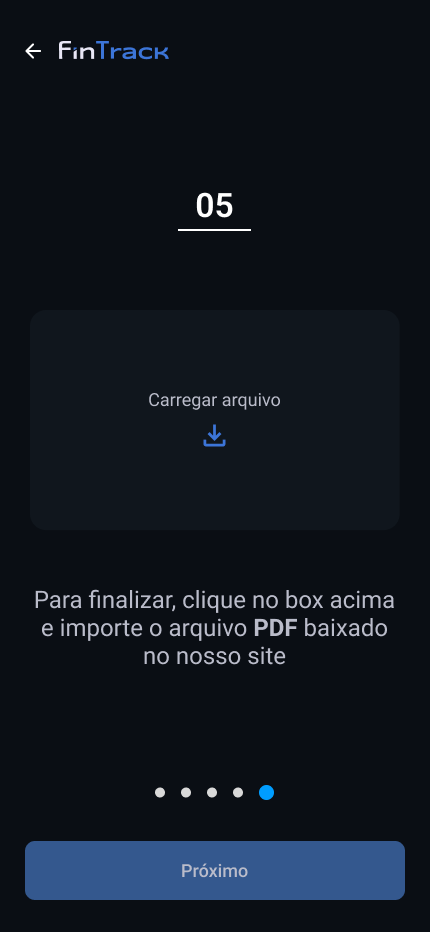 FinTrack
05
Carregar arquivo
Para finalizar, clique no box acima
e importe o arquivo PDF baixado
no nosso site
Próximo